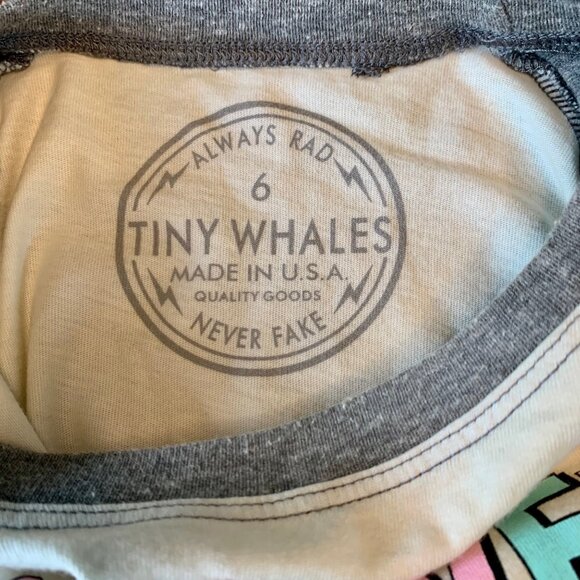 ALWAYS RAD
6
TINY WHALES
MADE IN U.S.A.
QUALITY GOODS
NEVER FAKE